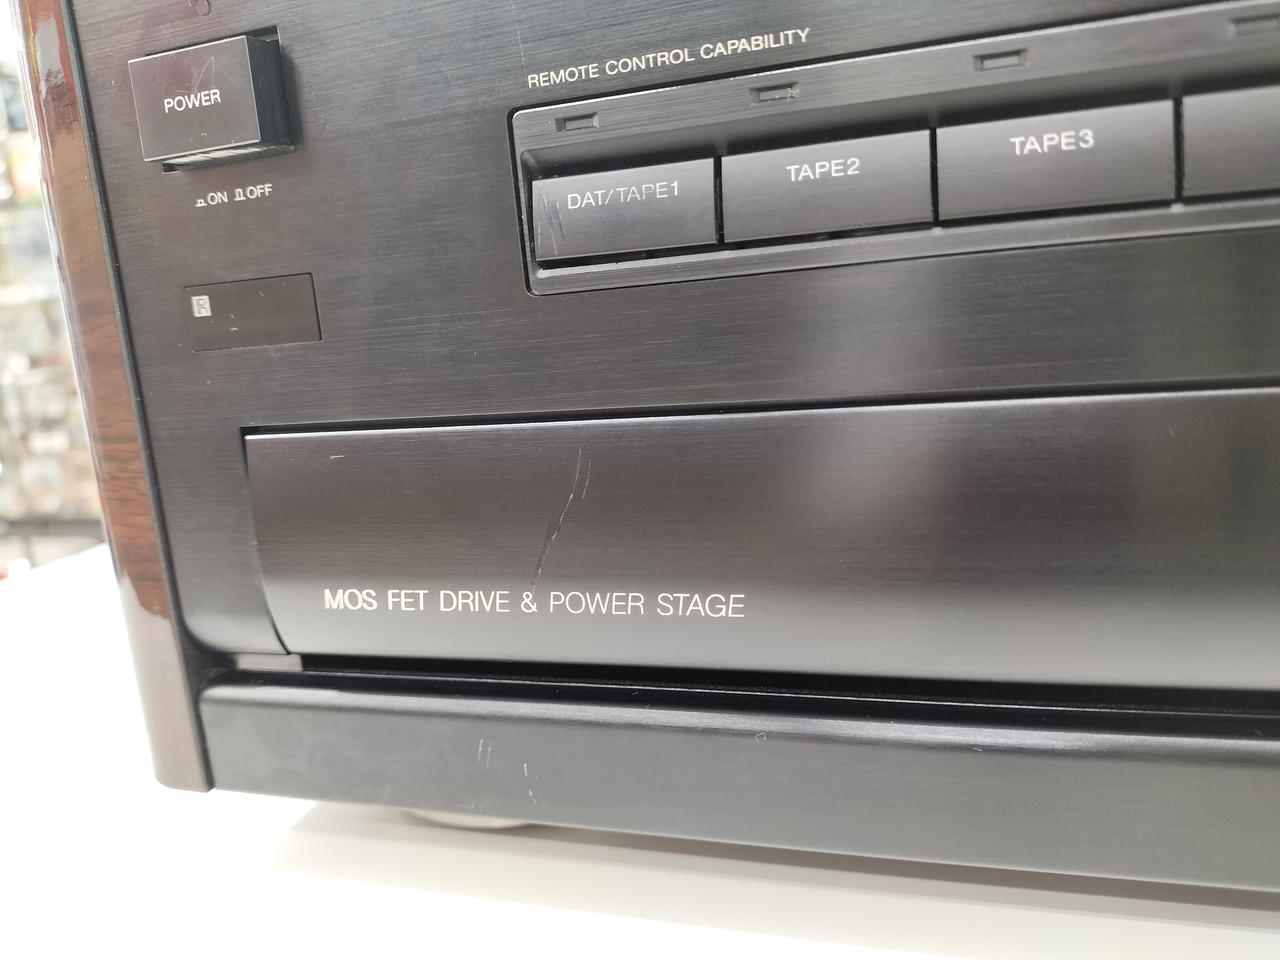 POWER
ON OFF
REMOTE CONTROL CAPABILITY
DAT/TAPE1
TAPE2
TAPE3
MOS FET DRIVE & POWER STAGE